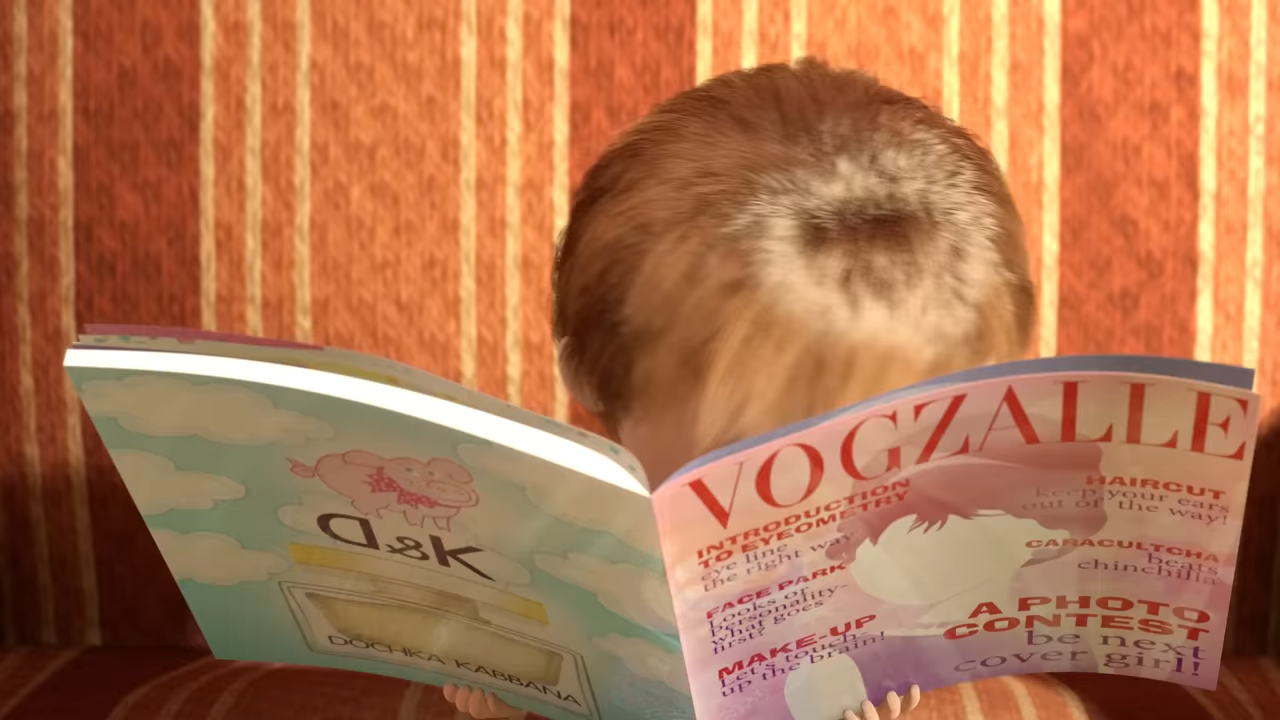 D&K
DOCHKA KABBANA
VOGZALLE
INTRODUCTION
TO EYEOMETRY
eye line
the right way
FACE PARK
Looks or
personality-
what goes
first?
MAKE-UP
Let's touch-
up the brain!
HAIRCUT
keep your ears
out of the way!
CARACULTCHA
beats
chinchilla
A PHOTO
CONTEST
be next
cover girl!